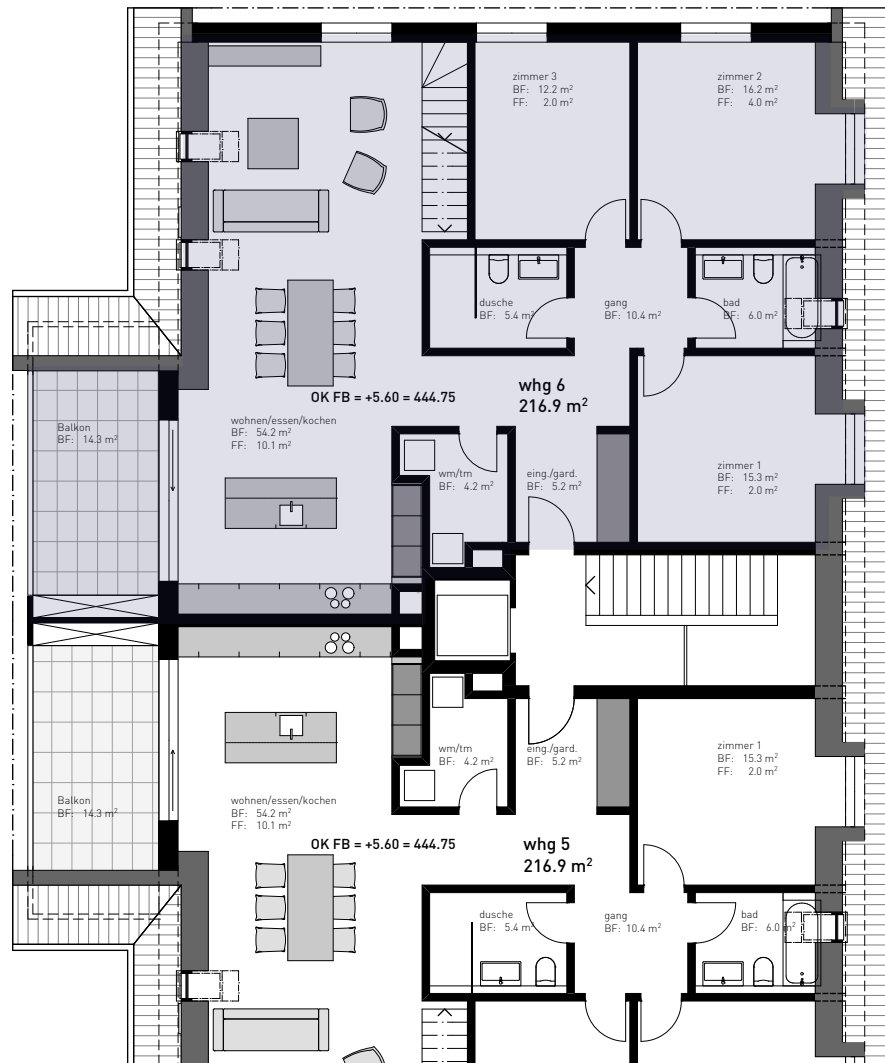 zimmer 3
BF: 12.2 m²
FF: 2.0 m²
zimmer 2
BF: 16.2 m²
FF: 4.0 m²
dusche
BF: 5.4 m²
gang
BF: 10.4 m²
bad
BF: 6.0 m²
OK FB = +5.60 = 444.75
whg 6
216.9 m²
wohnen/essen/kochen
BF: 54.2 m²
FF: 10.1 m²
Balkon
BF: 14.3 m²
wm/tm
BF: 4.2 m²
eing./gard.
BF: 5.2 m²
zimmer 1
BF: 15.3 m²
FF: 2.0 m²
wm/tm
BF: 4.2 m²
eing./gard.
BF: 5.2 m²
zimmer 1
BF: 15.3 m²
FF: 2.0 m²
Balkon
BF: 14.3 m²
wohnen/essen/kochen
BF: 54.2 m²
FF: 10.1 m²
OK FB = +5.60 = 444.75
whg 5
216.9 m²
dusche
BF: 5.4 m²
gang
BF: 10.4 m²
bad
BF: 6.0 m²